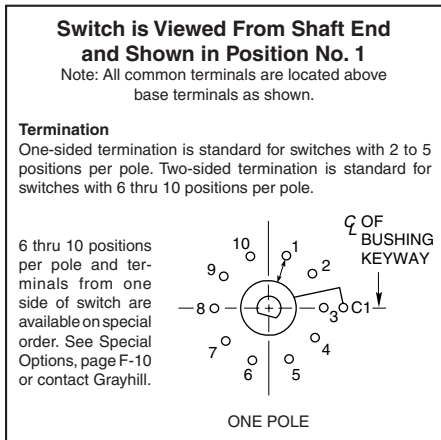 Switch is Viewed From Shaft End
and Shown in Position No. 1
Note: All common terminals are located above
base terminals as shown.
Termination
One-sided termination is standard for switches with 2 to 5
positions per pole. Two-sided termination is standard for
switches with 6 thru 10 positions per pole.
6 thru 10 positions
per pole and ter-
minals from one
side of switch are
available on special
order. See Special
Options, page F-10
or contact Grayhill.
℄ OF
BUSHING
KEYWAY
10
1
9
2
8
3
C1
7
4
6
5
ONE POLE